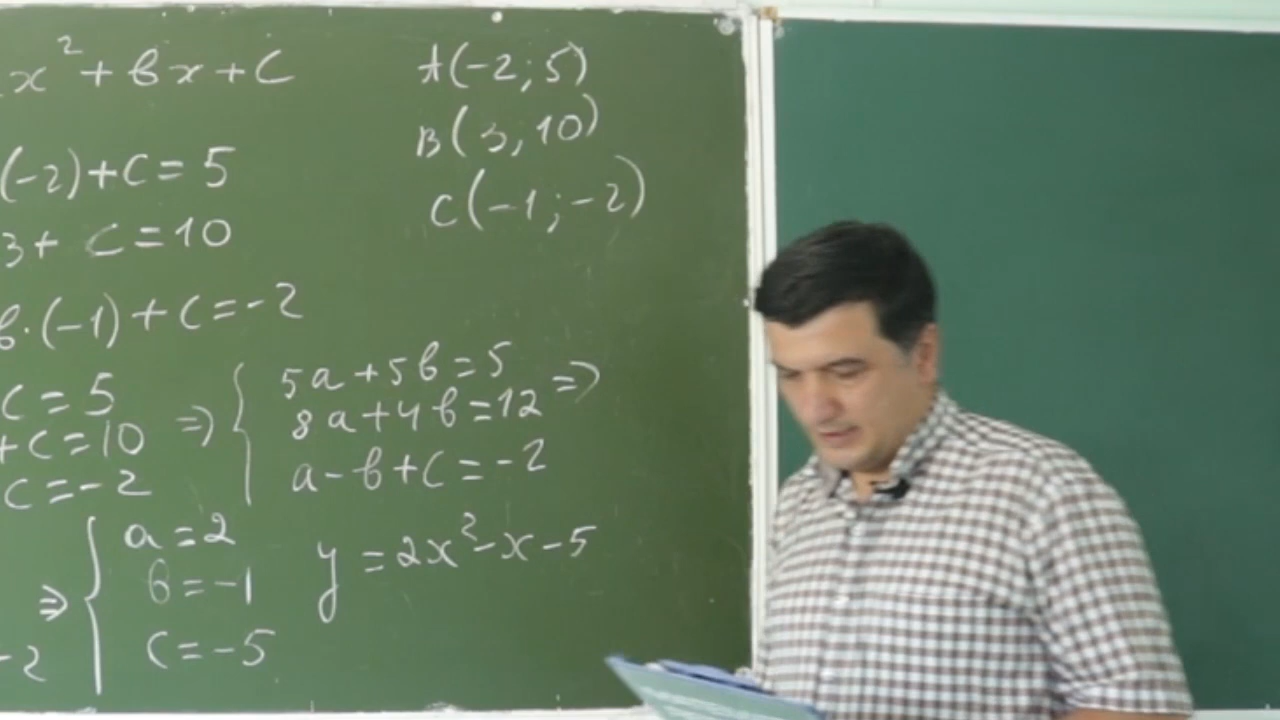 x² + bx + c
A(-2; 5)
B(3, 10)
C(-1; -2)
(-2) + c = 5
3 + c = 10
b·(-1) + c = -2
c = 5
+ c = 10
c = -2
=> {
5a + 5b = 5
8a + 4b = 12 =>
a - b + c = -2
=> {
a = 2
b = -1
c = -5
y = 2x² - x - 5
-2